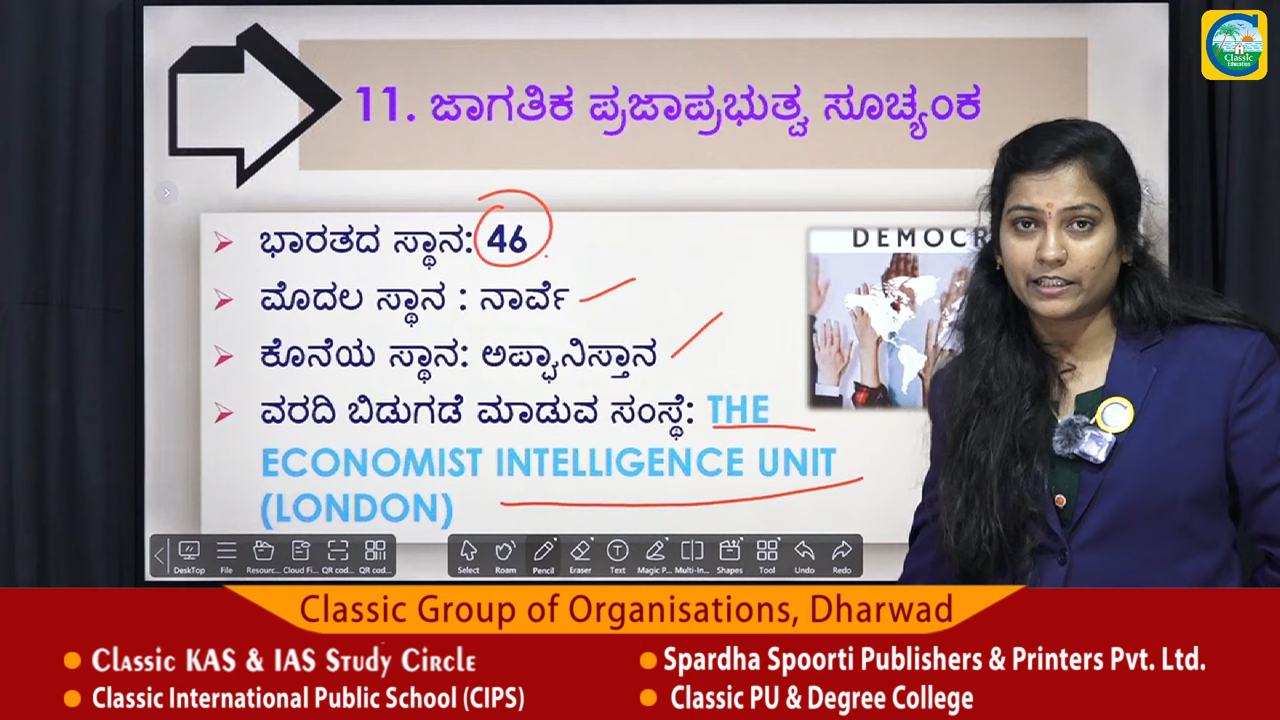 Classic
Education
11. ಜಾಗತಿಕ ಪ್ರಜಾಪ್ರಭುತ್ವ ಸೂಚ್ಯಂಕ
ಭಾರತದ ಸ್ಥಾನ: 46
ಮೊದಲ ಸ್ಥಾನ : ನಾರ್ವೆ
ಕೊನೆಯ ಸ್ಥಾನ: ಅಫ್ಘಾನಿಸ್ತಾನ
ವರದಿ ಬಿಡುಗಡೆ ಮಾಡುವ ಸಂಸ್ಥೆ: THE
ECONOMIST INTELLIGENCE UNIT
(LONDON)
DEMOCR
DeskTop File Resourc... Cloud Fi... QR cod... QR cod... Select Roam Pencil Eraser Text Magic P... Multi-In... Shapes Tool Undo Redo
Classic Group of Organisations, Dharwad
Classic KAS & IAS Study Circle
Spardha Spoorti Publishers & Printers Pvt. Ltd.
Classic International Public School (CIPS)
Classic PU & Degree College